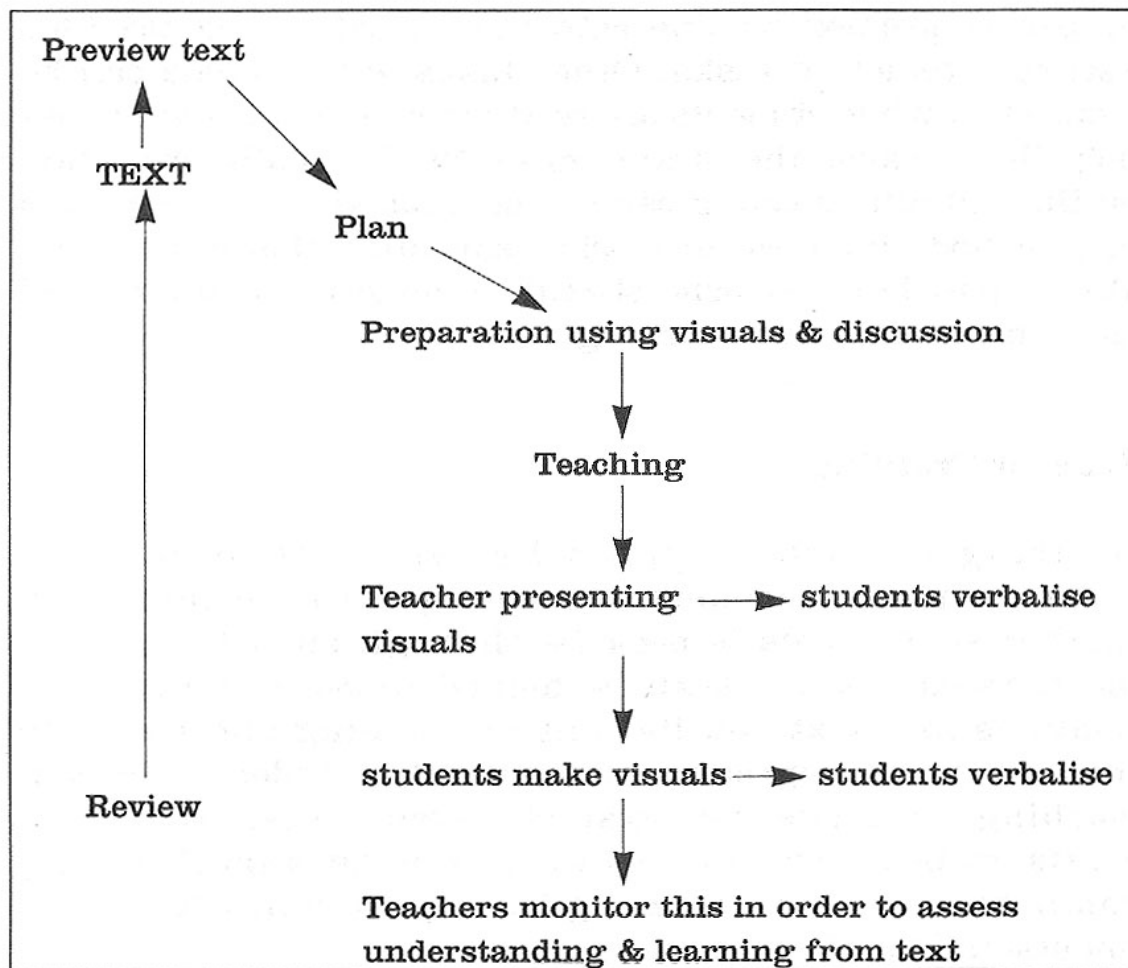 Preview text
TEXT
Plan
Preparation using visuals & discussion
Teaching
Teacher presenting
visuals
students verbalise
students make visuals
students verbalise
Review
Teachers monitor this in order to assess
understanding & learning from text